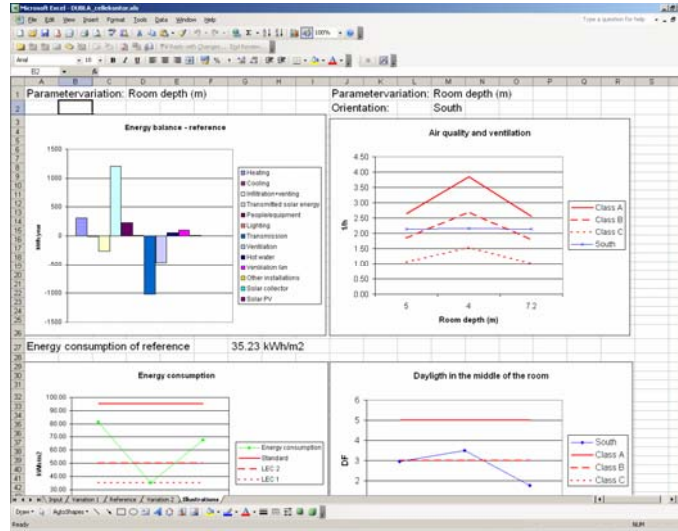 Microsoft Excel - DUBLA_cellekontor.xls
File Edit View Insert Format Tools Data Window Help
Type a question for help
100%
Arial
10
B2
A B C D E F G H I J K L M N O P Q R S
Parametervariation: Room depth (m)
Parametervariation: Room depth (m)
Orientation: South
Energy balance - reference
1500
1000
500
0
-500
-1000
-1500
kWh/year
Heating
Cooling
Infiltration+venting
Transmitted solar energy
People/equipment
Lighting
Transmission
Ventilation
Hot water
Ventilation fan
Other installations
Solar collector
Solar PV
Air quality and ventilation
4.50
4.00
3.50
3.00
2.50
2.00
1.50
1.00
0.50
0.00
1/h
5 4 7.2
Room depth (m)
Class A
Class B
Class C
South
Energy consumption of reference 35.23 kWh/m2
Energy consumption
100.00
90.00
80.00
70.00
60.00
50.00
40.00
30.00
kWh/m2
Energy consumption
Standard
LEC 2
LEC 1
Dayligth in the middle of the room
6
5
4
3
2
DF
South
Class A
Class B
Class C
Input / Variation 1 / Reference / Variation 2 / Illustrations
Draw AutoShapes
Ready
NUM